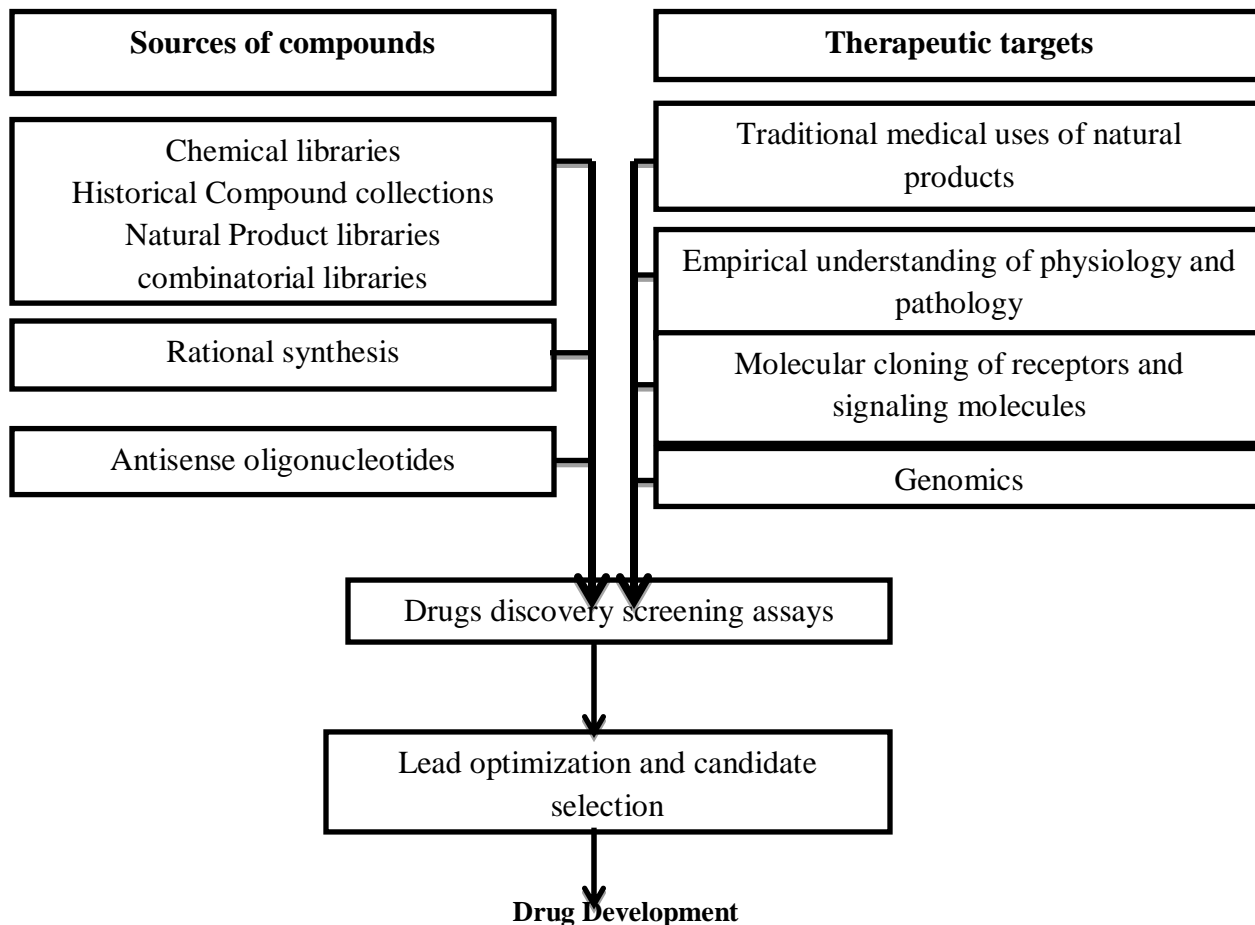 Sources of compounds
Chemical libraries
Historical Compound collections
Natural Product libraries
combinatorial libraries
Rational synthesis
Antisense oligonucleotides
Therapeutic targets
Traditional medical uses of natural
products
Empirical understanding of physiology and
pathology
Molecular cloning of receptors and
signaling molecules
Genomics
Drugs discovery screening assays
Lead optimization and candidate
selection
Drug Development